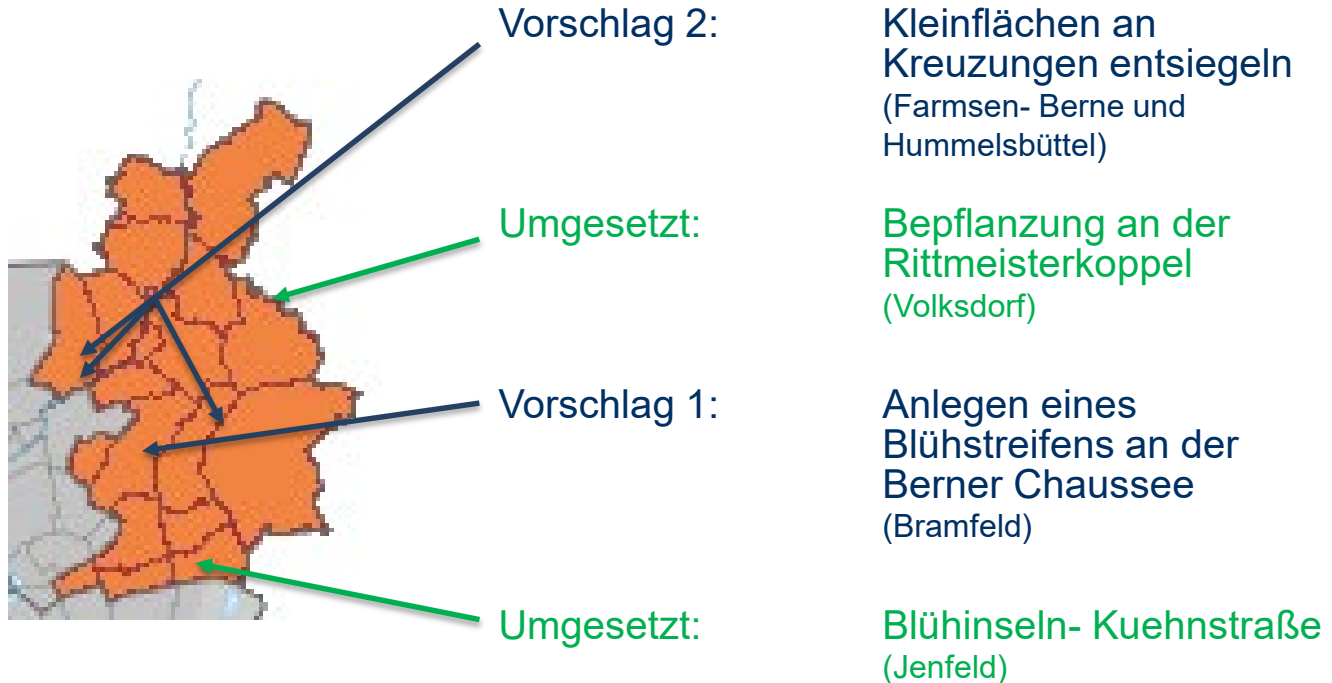 Vorschlag 2:
Kleinflächen an
Kreuzungen entsiegeln
(Farmsen- Berne und
Hummelsbüttel)
Umgesetzt:
Bepflanzung an der
Rittmeisterkoppel
(Volksdorf)
Vorschlag 1:
Anlegen eines
Blühstreifens an der
Berner Chaussee
(Bramfeld)
Umgesetzt:
Blühinseln- Kuehnstraße
(Jenfeld)